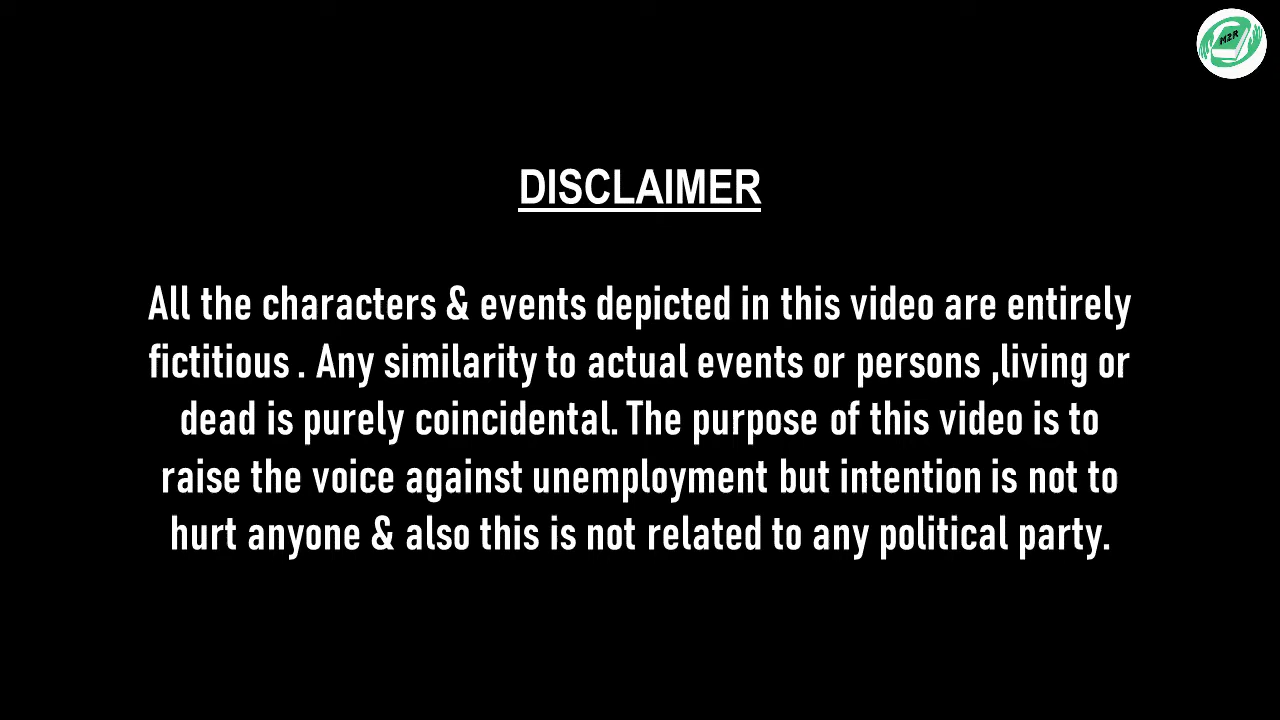 M2R
DISCLAIMER
All the characters & events depicted in this video are entirely
fictitious . Any similarity to actual events or persons ,living or
dead is purely coincidental. The purpose of this video is to
raise the voice against unemployment but intention is not to
hurt anyone & also this is not related to any political party.